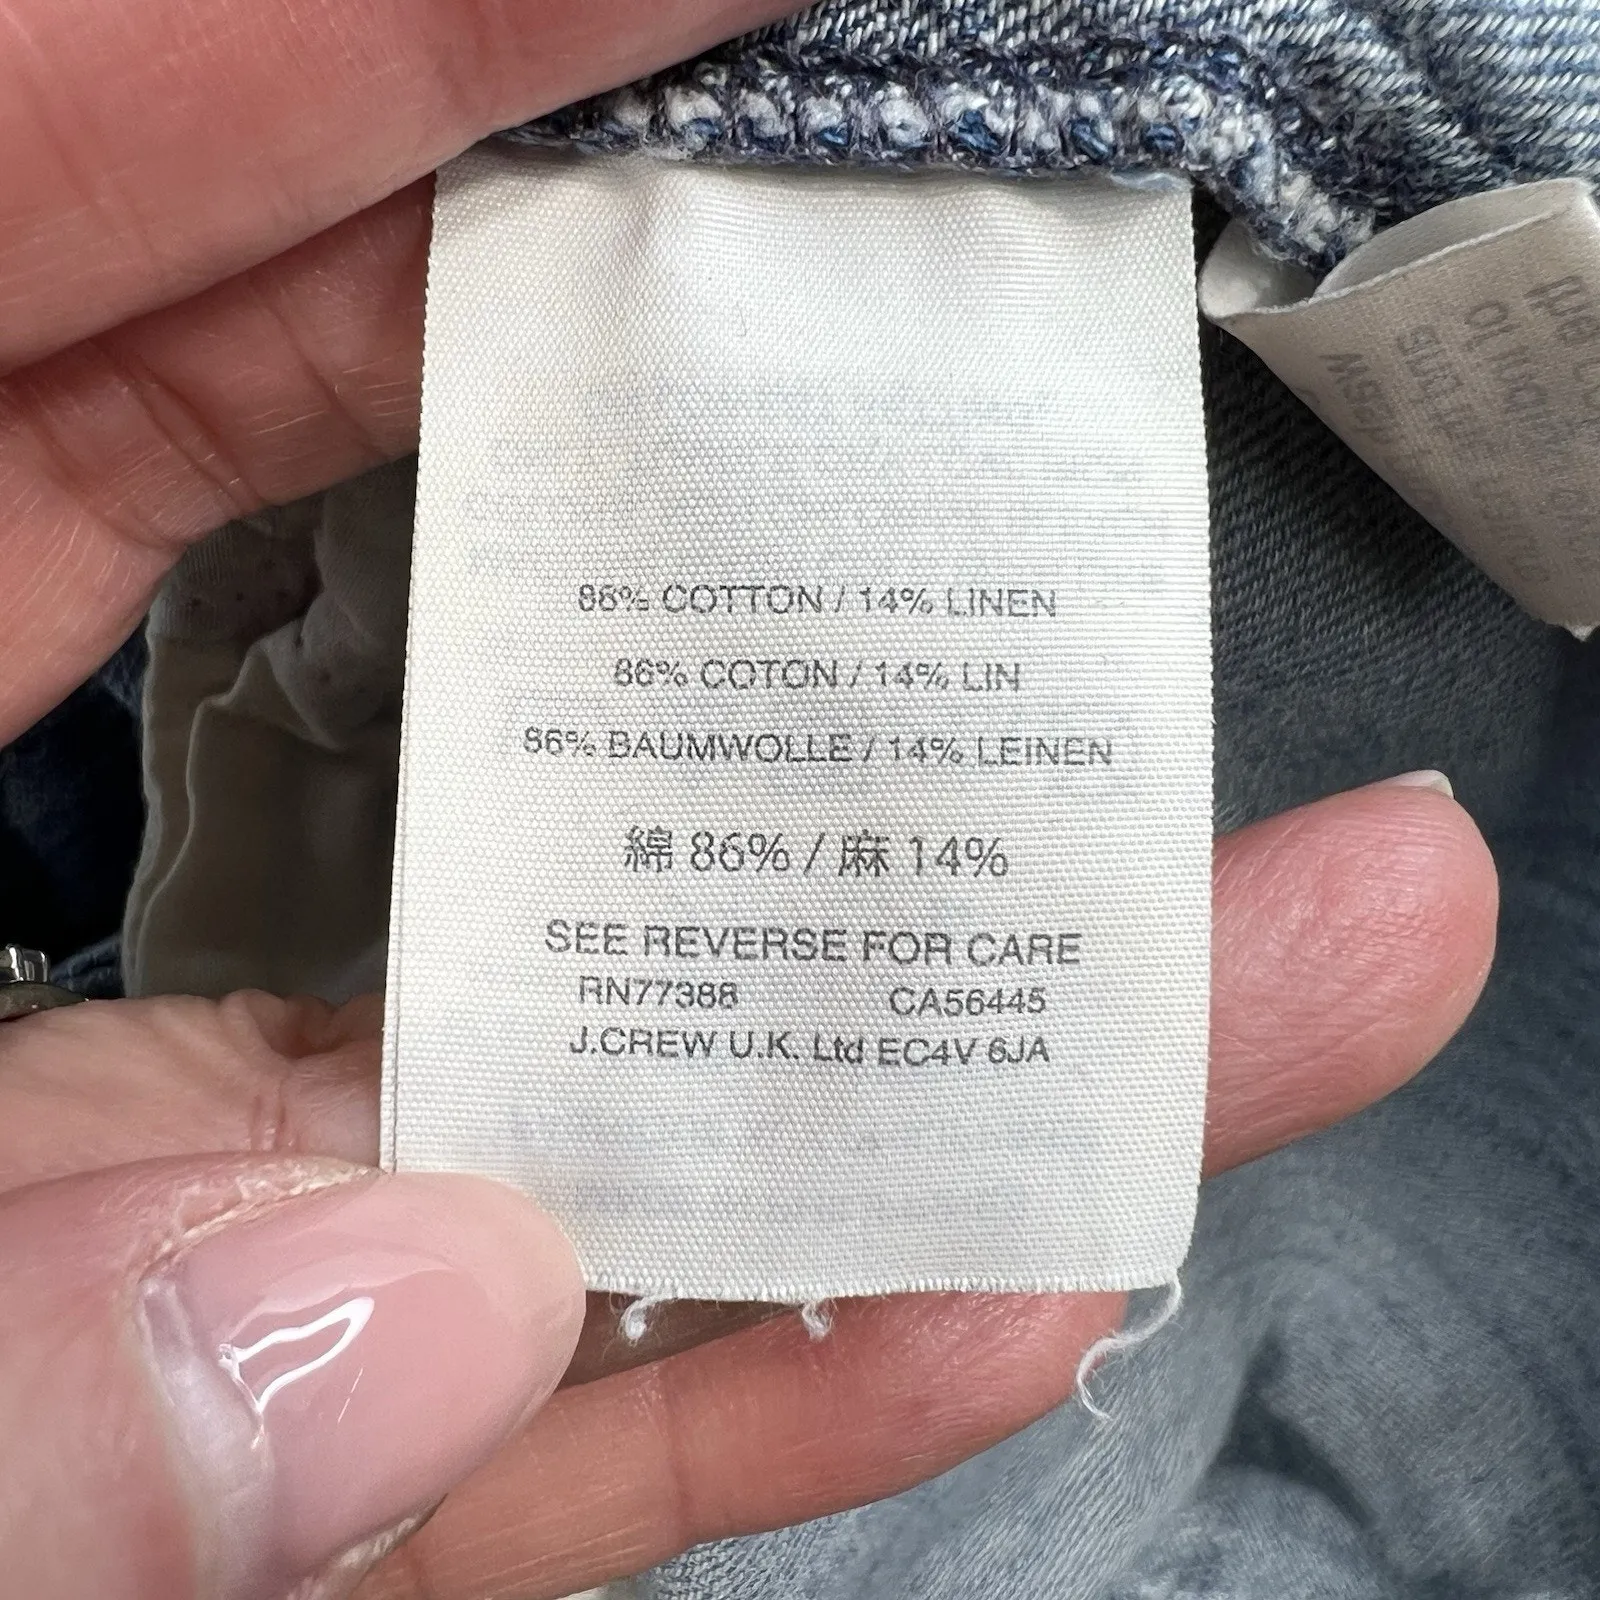 86% COTTON / 14% LINEN
86% COTON / 14% LIN
86% BAUMWOLLE / 14% LEINEN
綿 86% / 麻 14%
SEE REVERSE FOR CARE
RN77388 CA56445
J.CREW U.K. Ltd EC4V 6JA